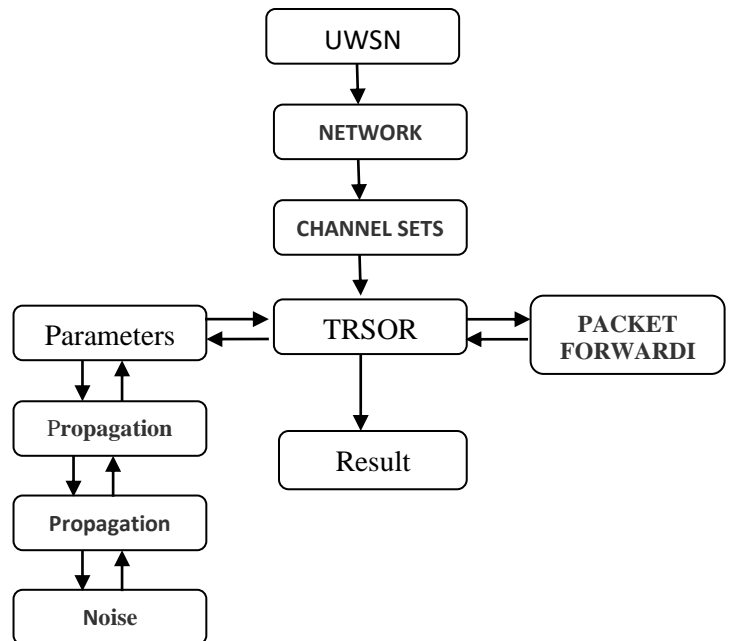 UWSN
NETWORK
CHANNEL SETS
Parameters
TRSOR
PACKET
FORWARDI
Propagation
Result
Propagation
Noise